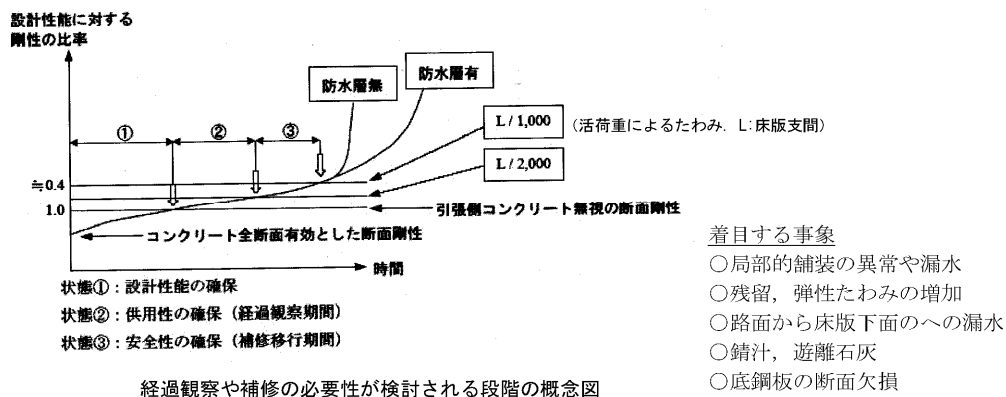 設計性能に対する
剛性の比率
防水層無
防水層有
①
②
③
L / 1,000
(活荷重によるたわみ．L：床版支間)
L / 2,000
≒0.4
1.0
引張側コンクリート無視の断面剛性
コンクリート全断面有効とした断面剛性
時間
状態①：設計性能の確保
状態②：供用性の確保（経過観察期間）
状態③：安全性の確保（補修移行期間）
着目する事象
○局部的舗装の異常や漏水
○残留，弾性たわみの増加
○路面から床版下面のへの漏水
○錆汁，遊離石灰
○底鋼板の断面欠損
経過観察や補修の必要性が検討される段階の概念図